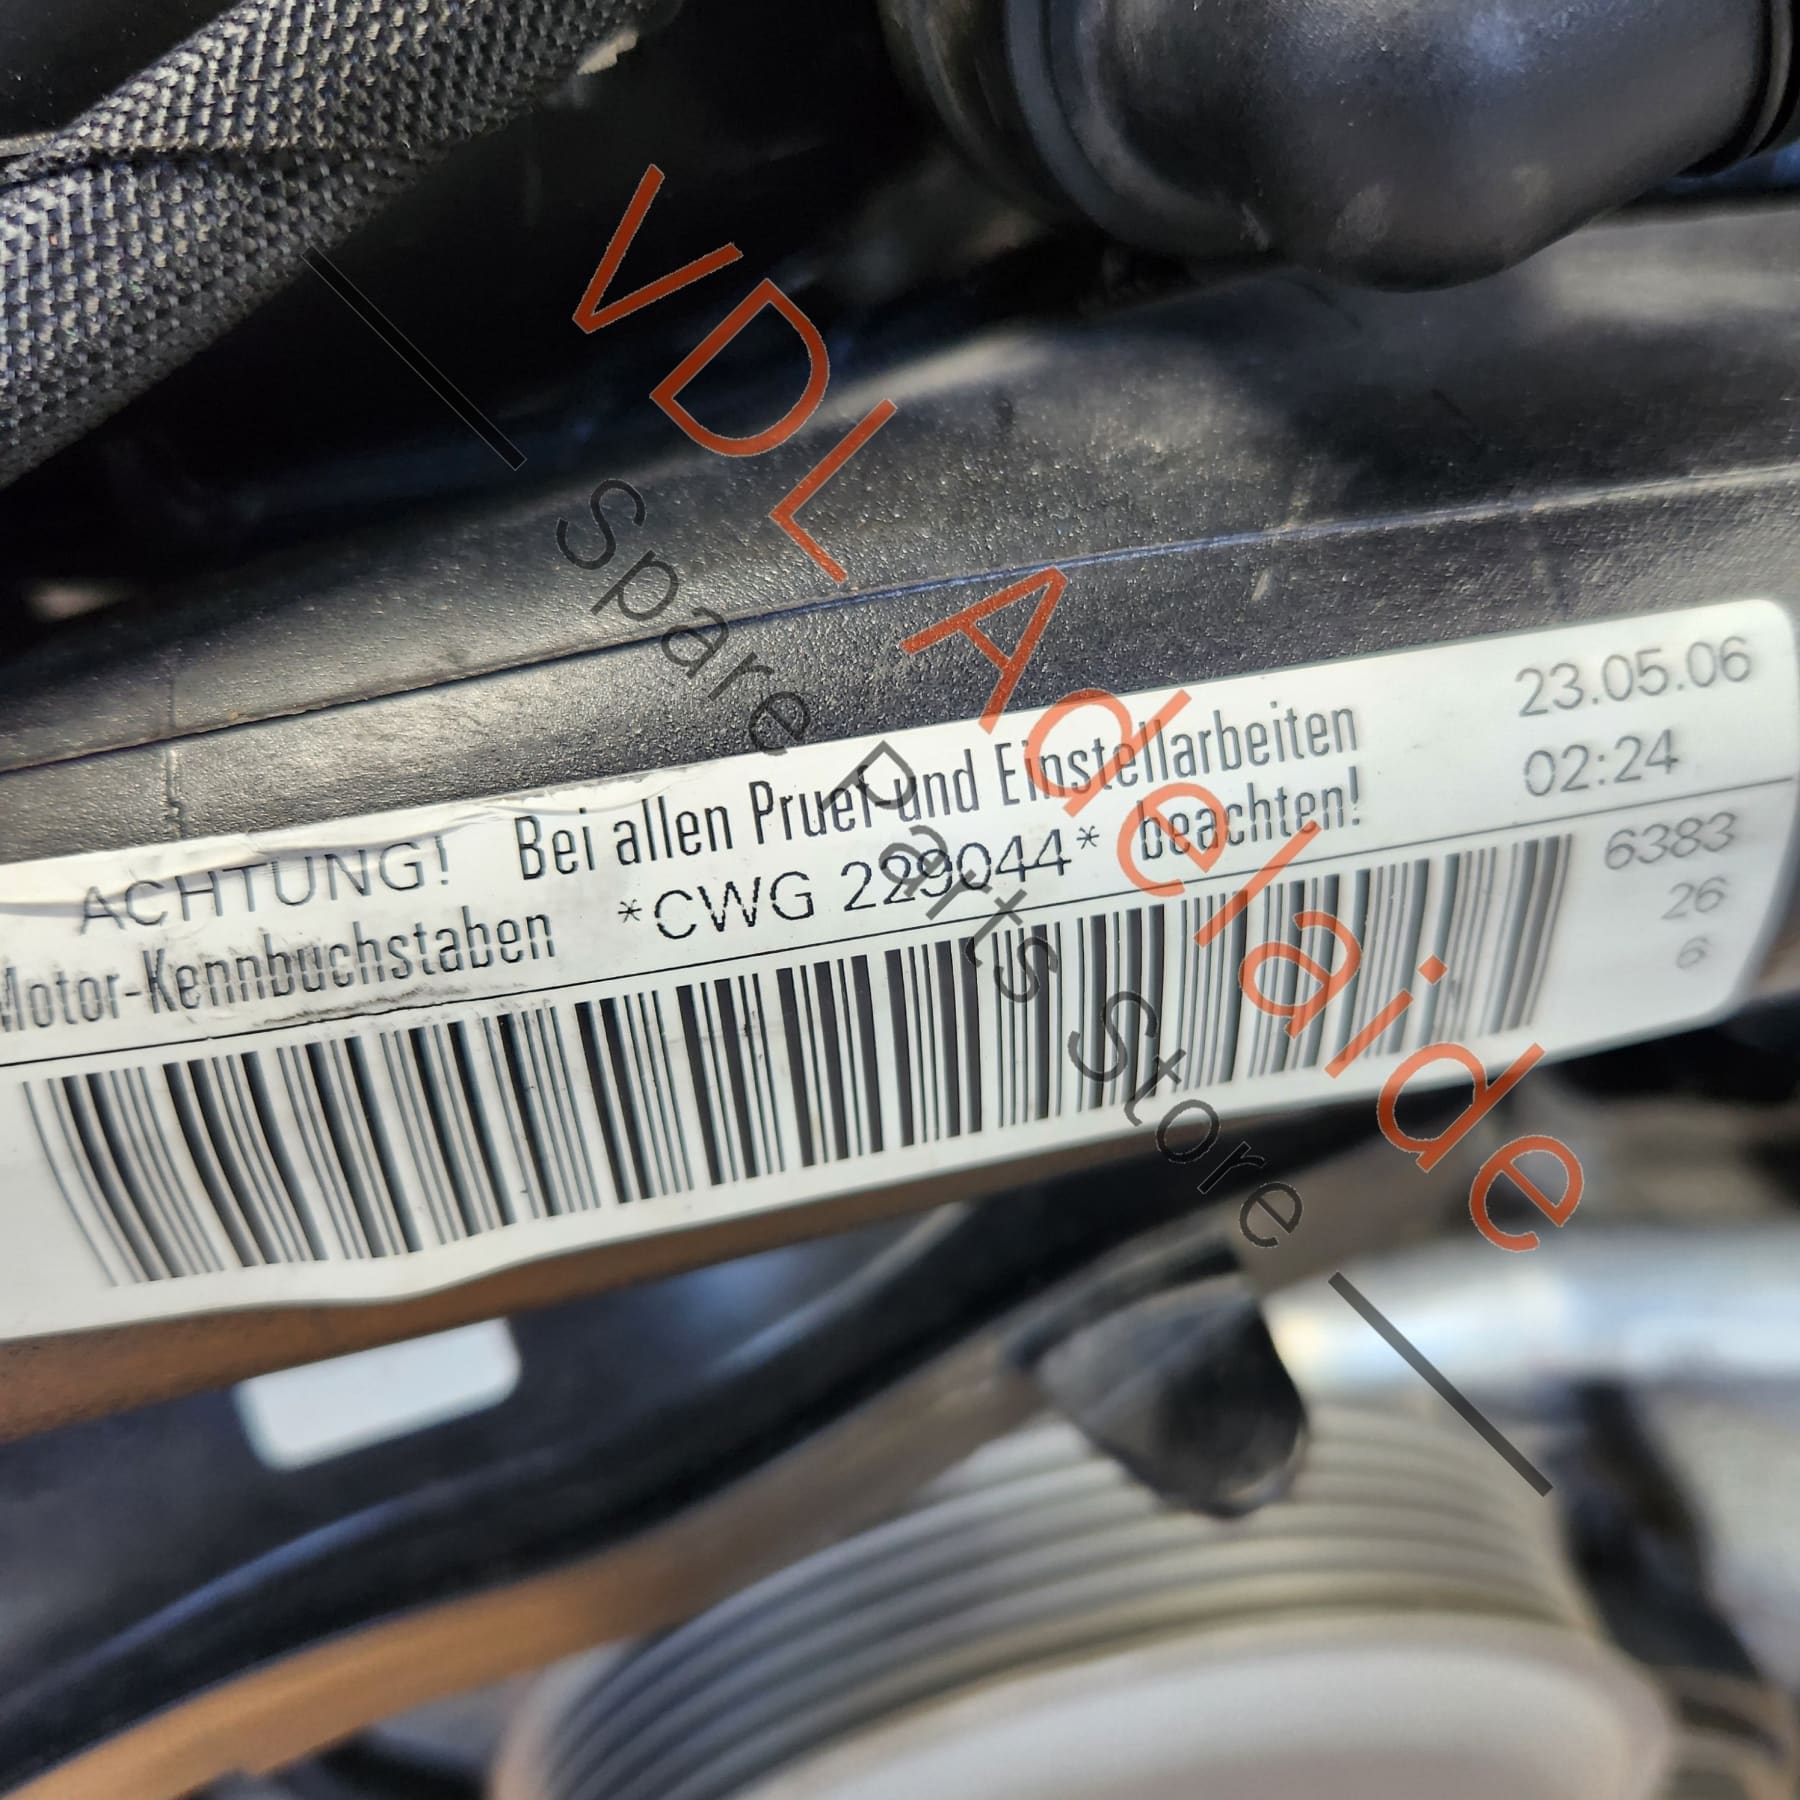 ACHTUNG! Bei allen Pruef und Einstellarbeiten
Motor-Kennbuchstaben *CWG 229044* beachten!
23.05.06
02:24
6383
26
6
VDL Adelaide
Spare Parts Store